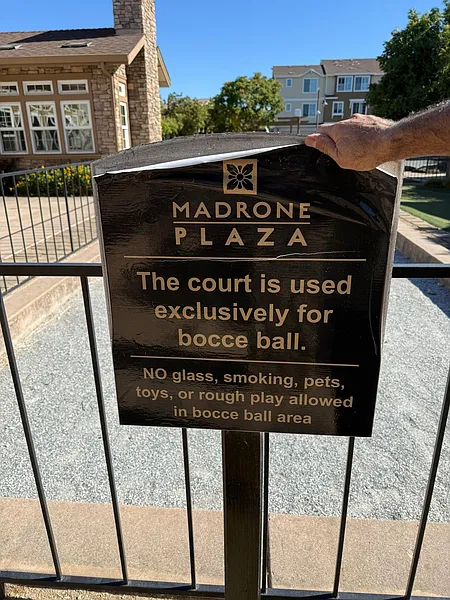 MADRONE
PLAZA
The court is used
exclusively for
bocce ball.
NO glass, smoking, pets,
toys, or rough play allowed
in bocce ball area